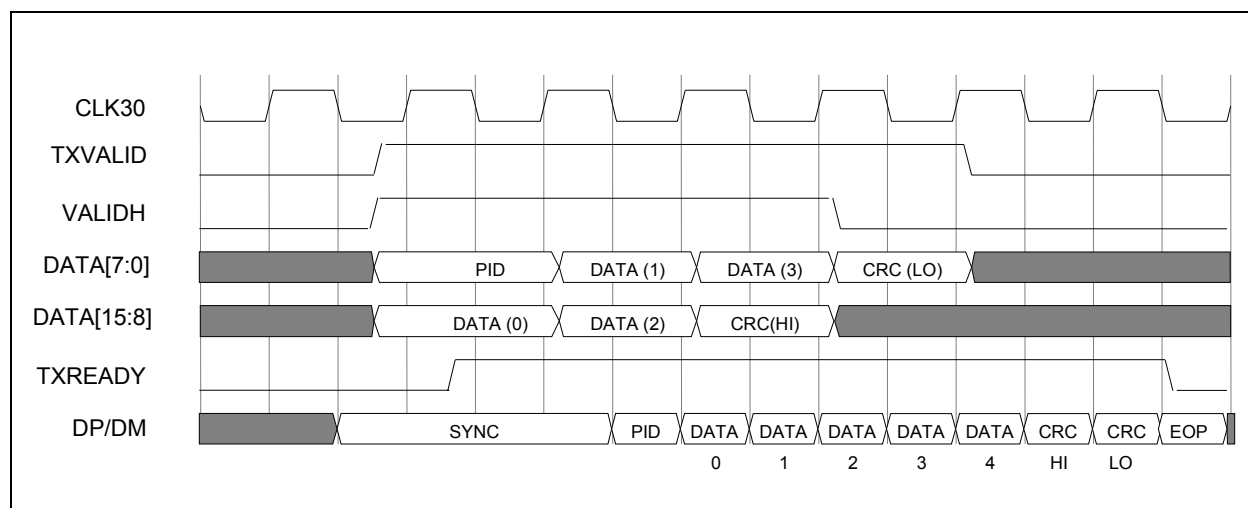 CLK30
TXVALID
VALIDH
DATA[7:0] PID DATA (1) DATA (3) CRC (LO)
DATA[15:8] DATA (0) DATA (2) CRC(HI)
TXREADY
DP/DM SYNC PID DATA DATA DATA DATA DATA CRC CRC EOP
0 1 2 3 4 HI LO